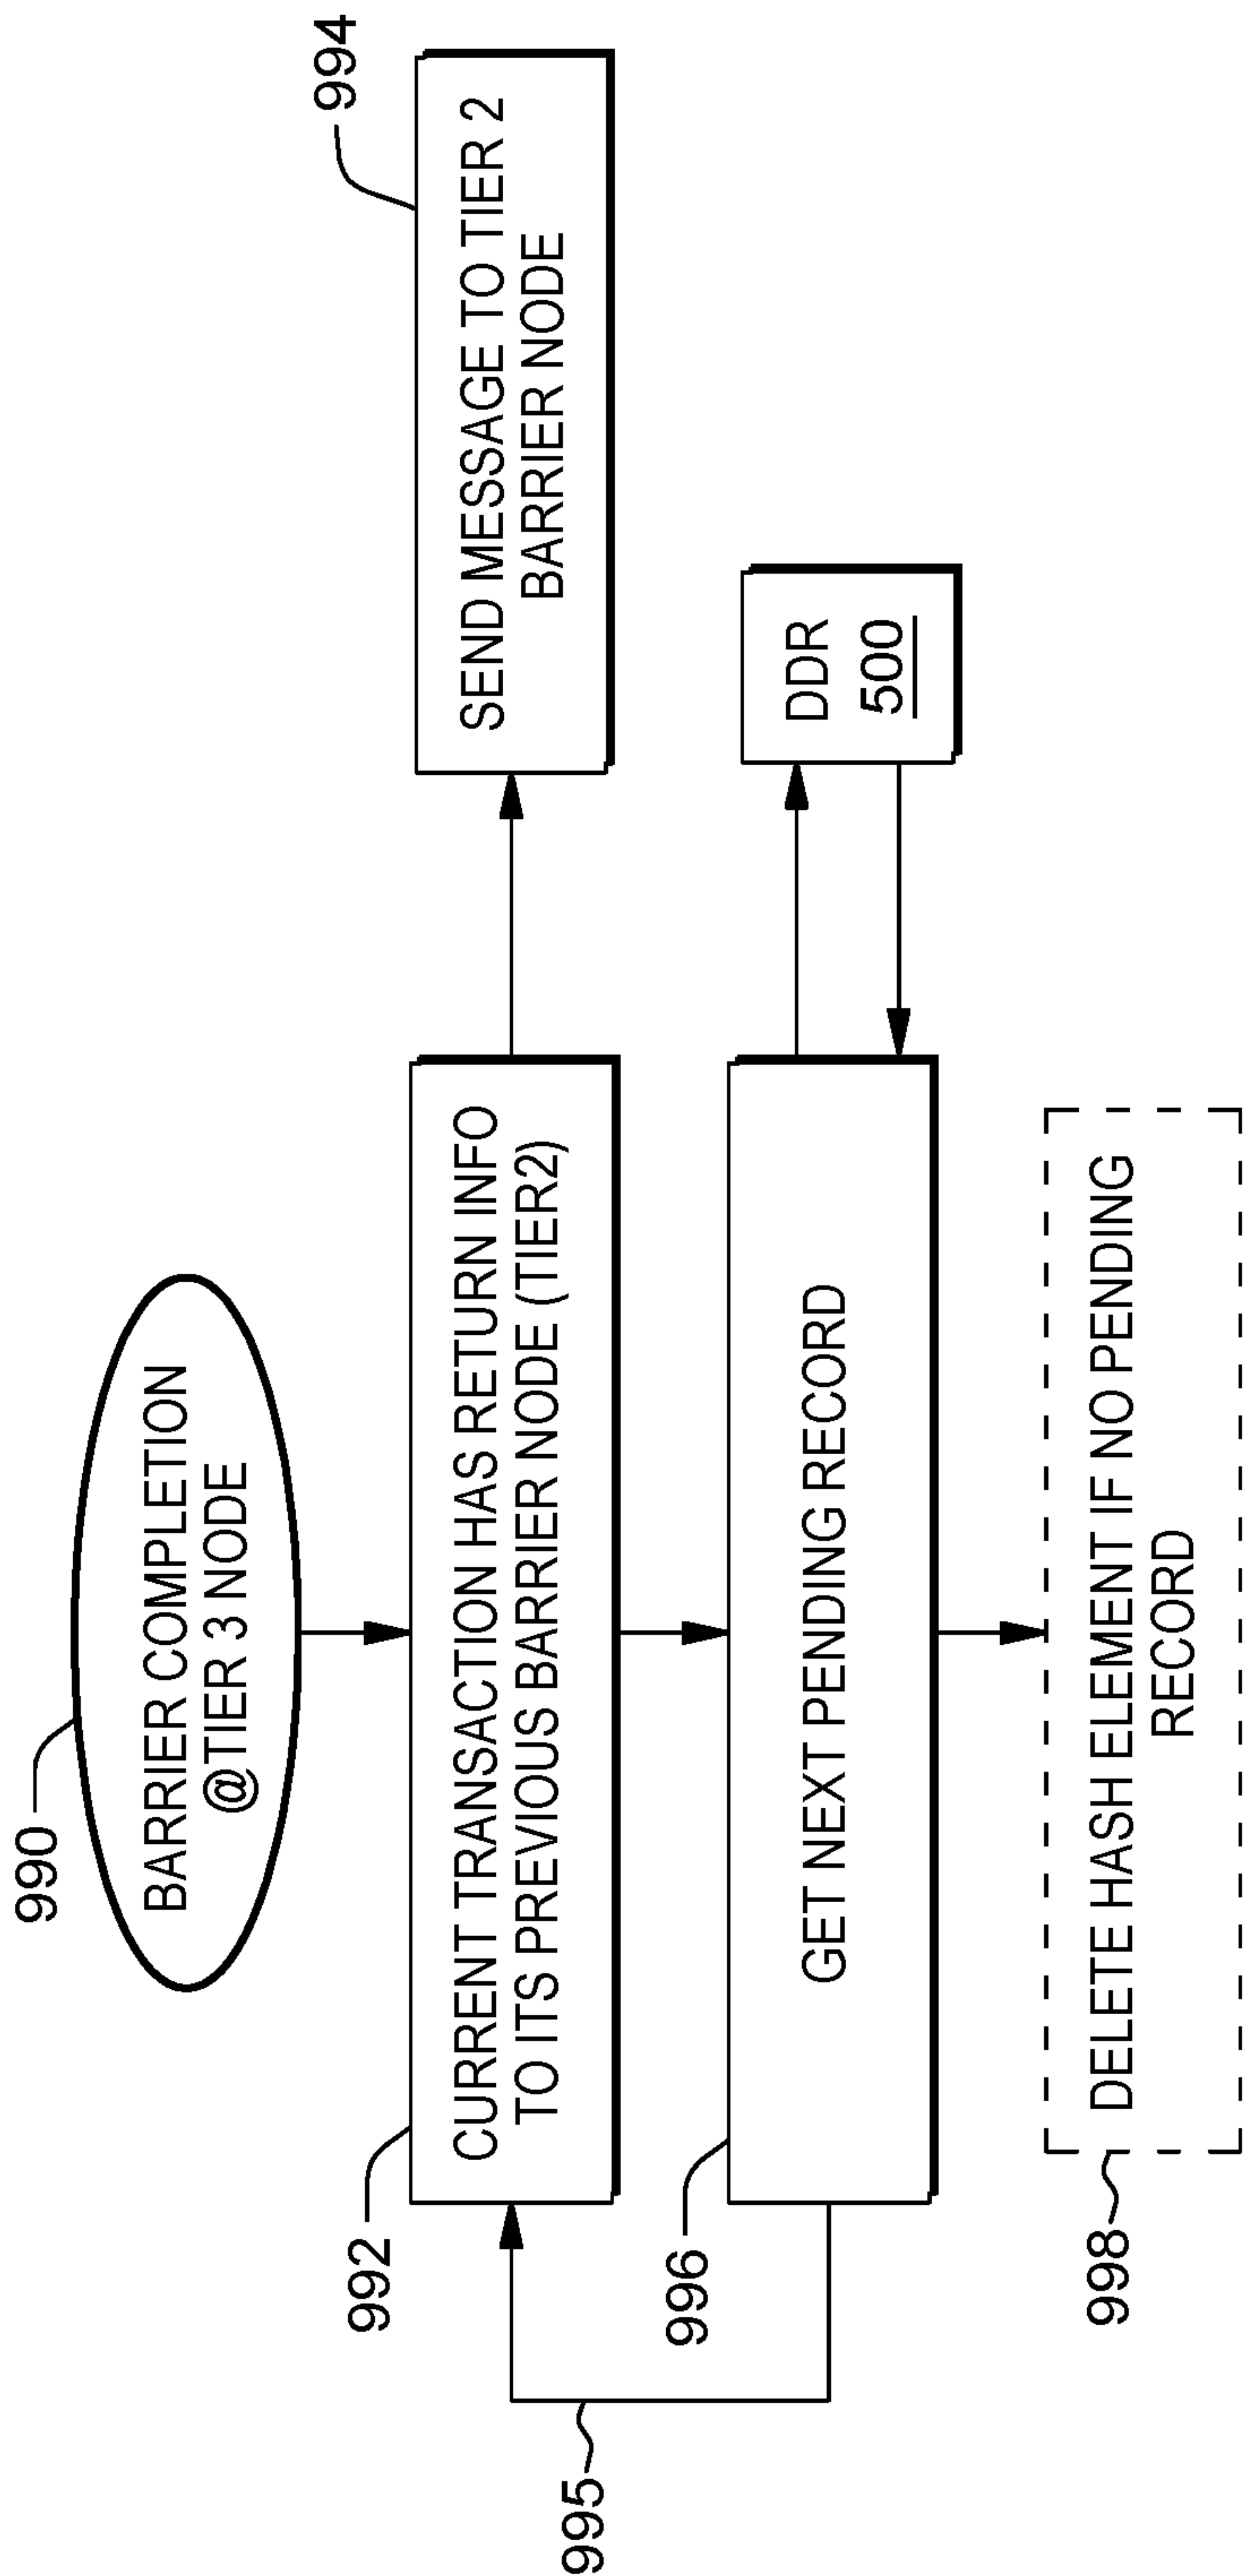 990
BARRIER COMPLETION
@TIER 3 NODE
992
CURRENT TRANSACTION HAS RETURN INFO
TO ITS PREVIOUS BARRIER NODE (TIER2)
994
SEND MESSAGE TO TIER 2
BARRIER NODE
995
996
GET NEXT PENDING RECORD
DDR
500
998
DELETE HASH ELEMENT IF NO PENDING
RECORD